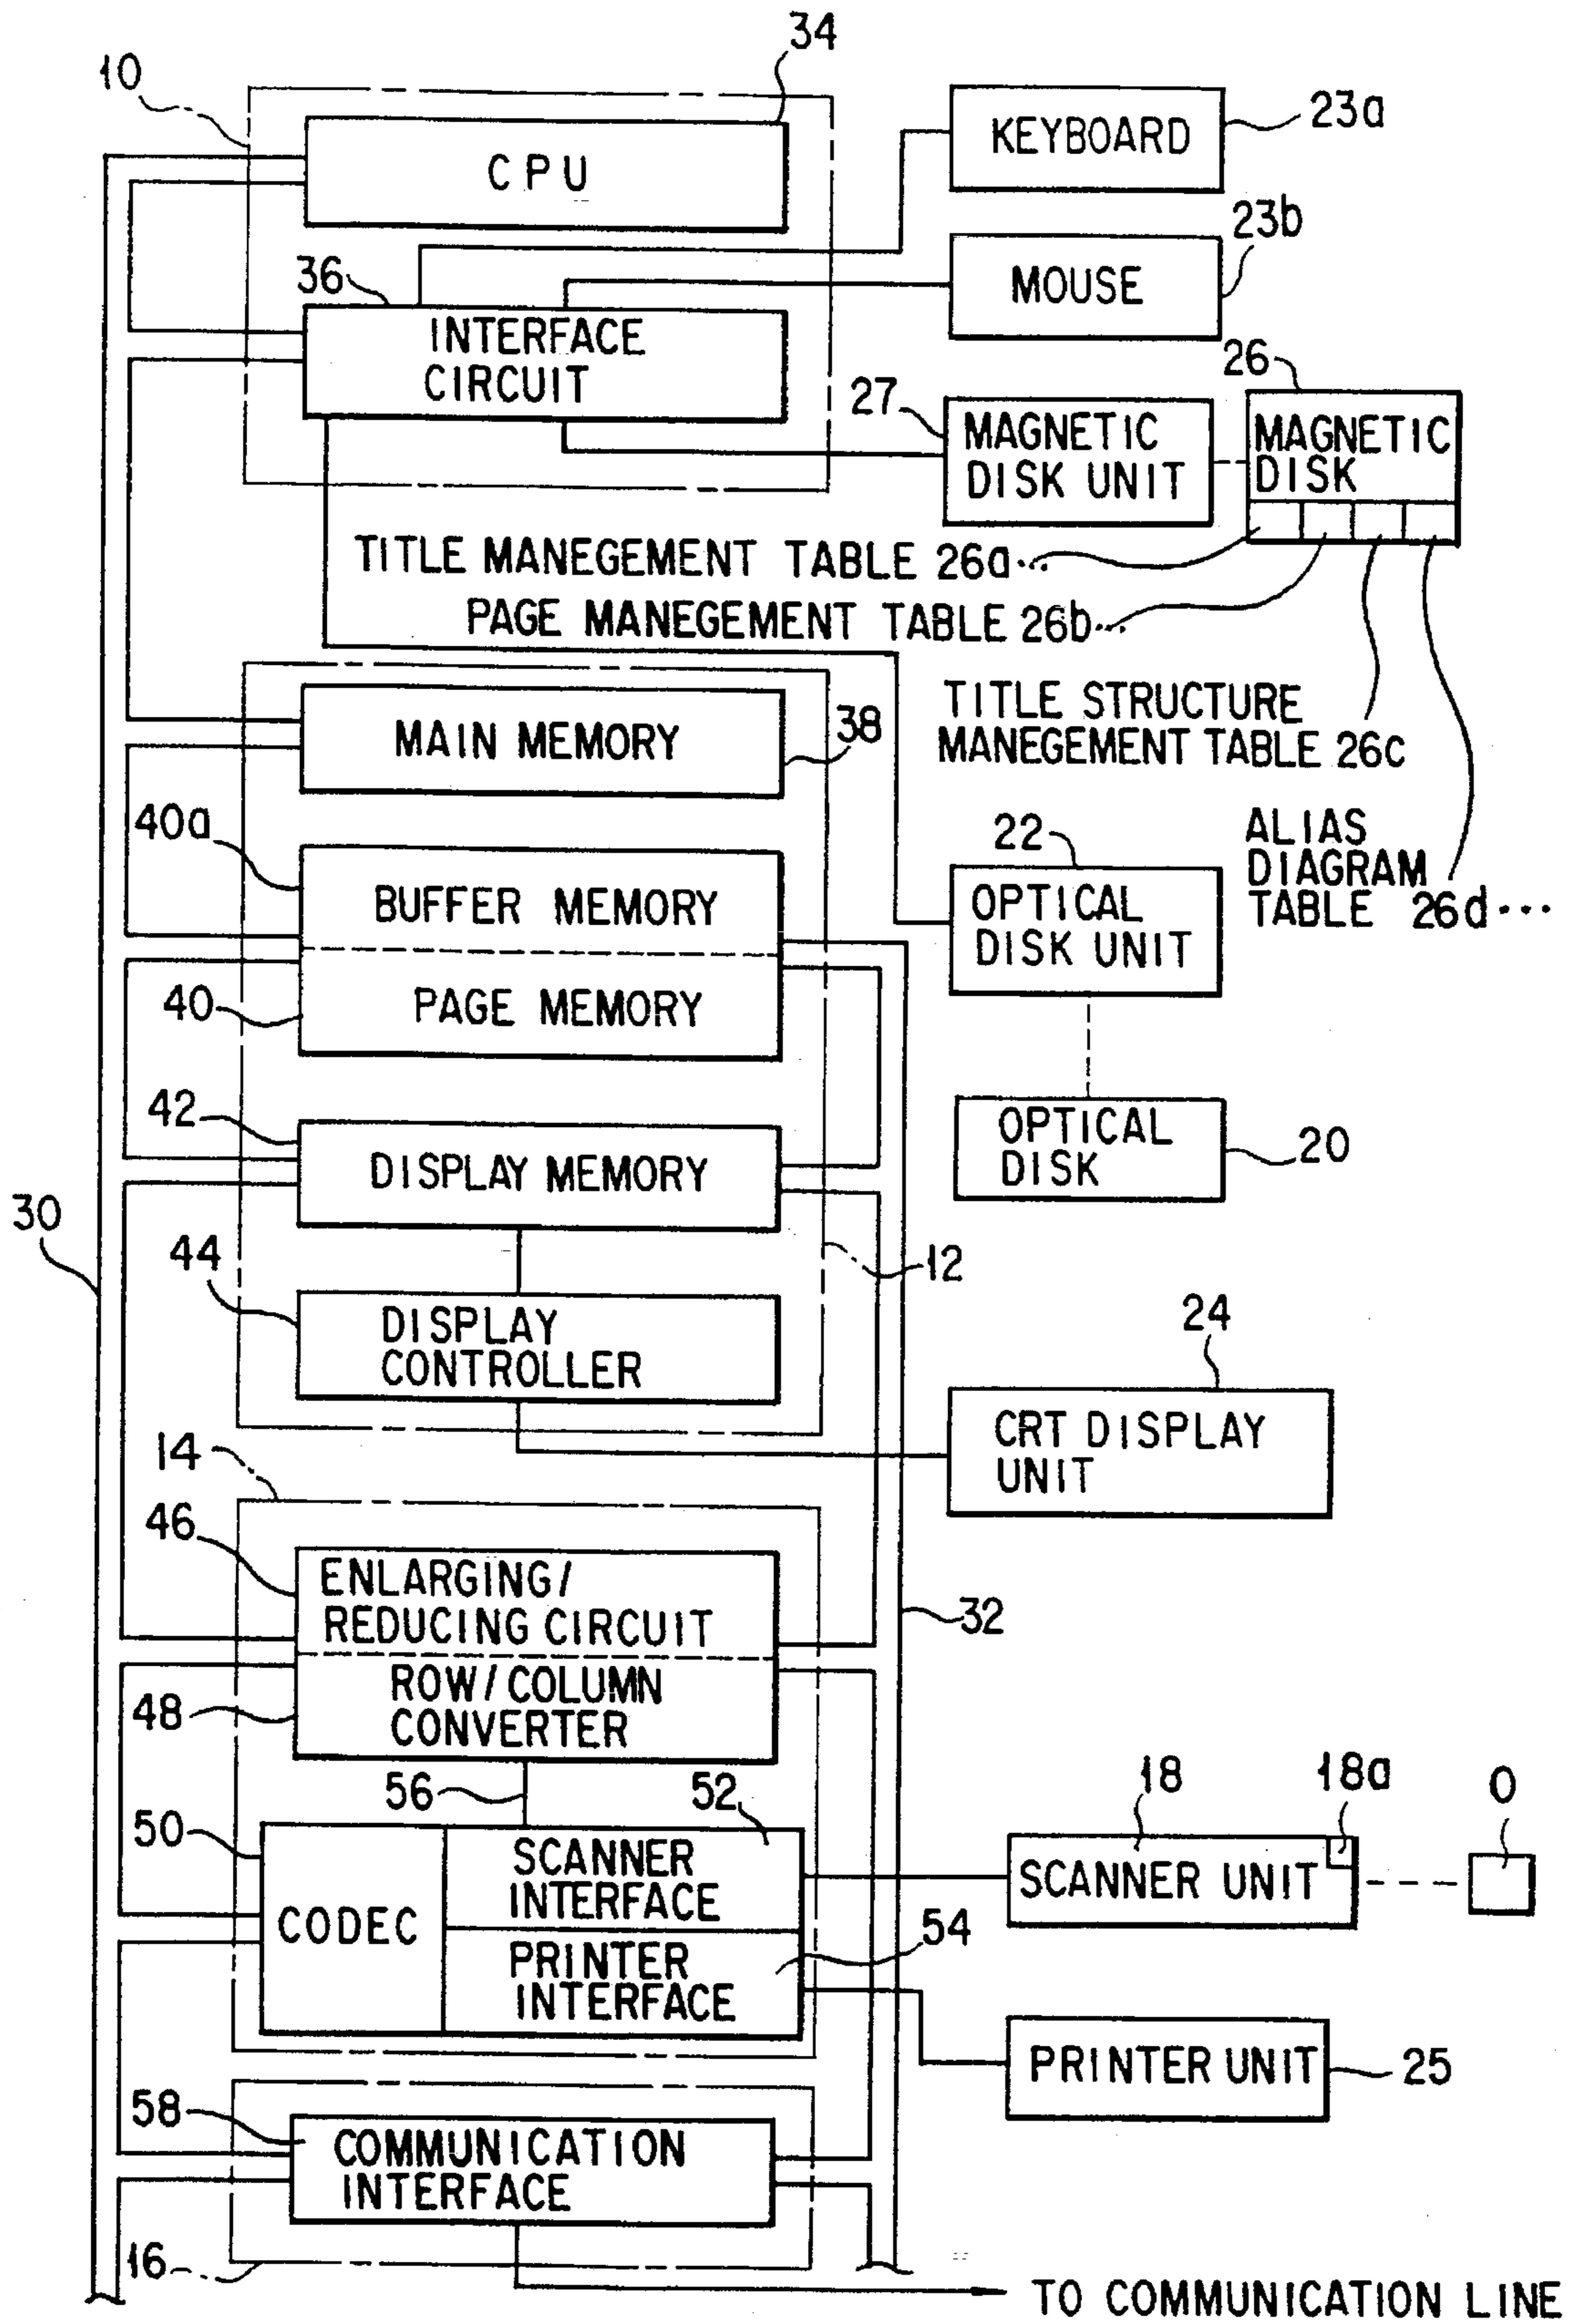 34
10
CPU
KEYBOARD
23a
23b
MOUSE
36
INTERFACE
CIRCUIT
26
27
MAGNETIC
DISK UNIT
MAGNETIC
DISK
TITLE MANEGEMENT TABLE 26a...
PAGE MANEGEMENT TABLE 26b...
TITLE STRUCTURE
MANEGEMENT TABLE 26c
MAIN MEMORY
38
ALIAS
DIAGRAM
TABLE 26d...
40a
BUFFER MEMORY
22
OPTICAL
DISK UNIT
40
PAGE MEMORY
42
DISPLAY MEMORY
OPTICAL
DISK
20
30
44
12
DISPLAY
CONTROLLER
24
CRT DISPLAY
UNIT
14
46
ENLARGING/
REDUCING CIRCUIT
32
48
ROW/COLUMN
CONVERTER
56
52
18
18a
O
50
CODEC
SCANNER
INTERFACE
SCANNER UNIT
54
PRINTER
INTERFACE
PRINTER UNIT
25
58
COMMUNICATION
INTERFACE
16
TO COMMUNICATION LINE